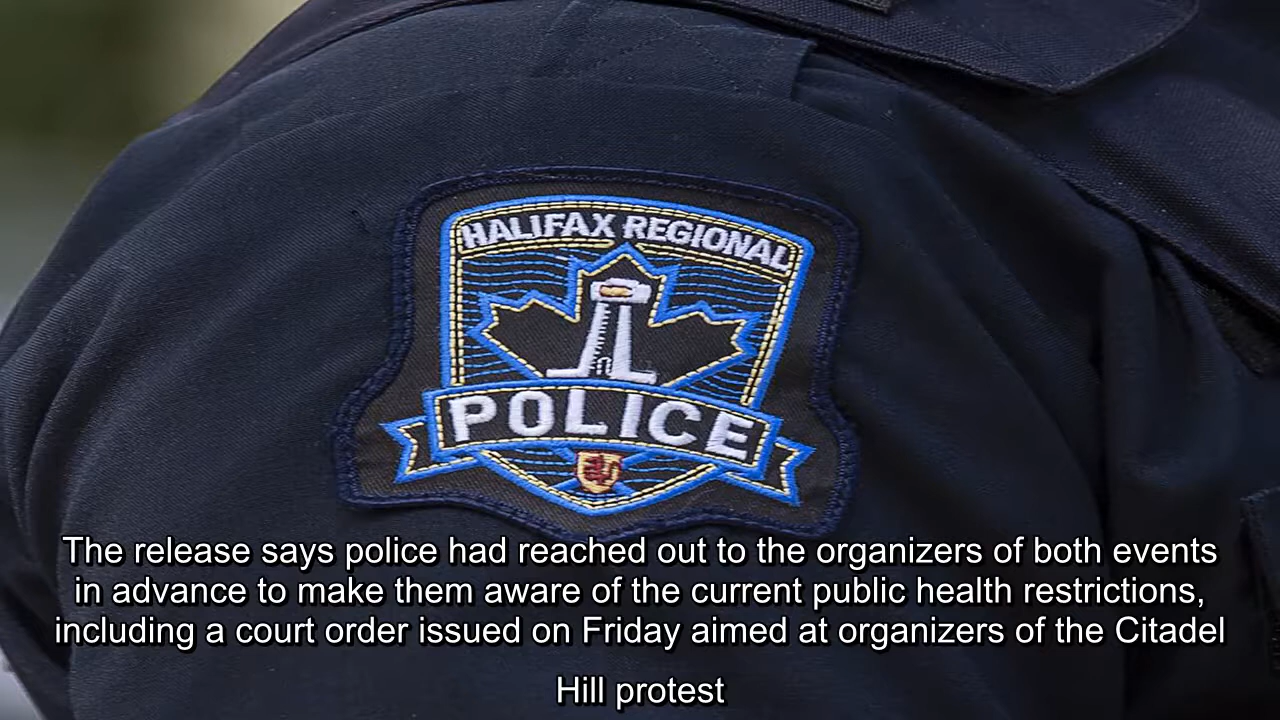 HALIFAX REGIONAL
POLICE
The release says police had reached out to the organizers of both events
in advance to make them aware of the current public health restrictions,
including a court order issued on Friday aimed at organizers of the Citadel
Hill protest